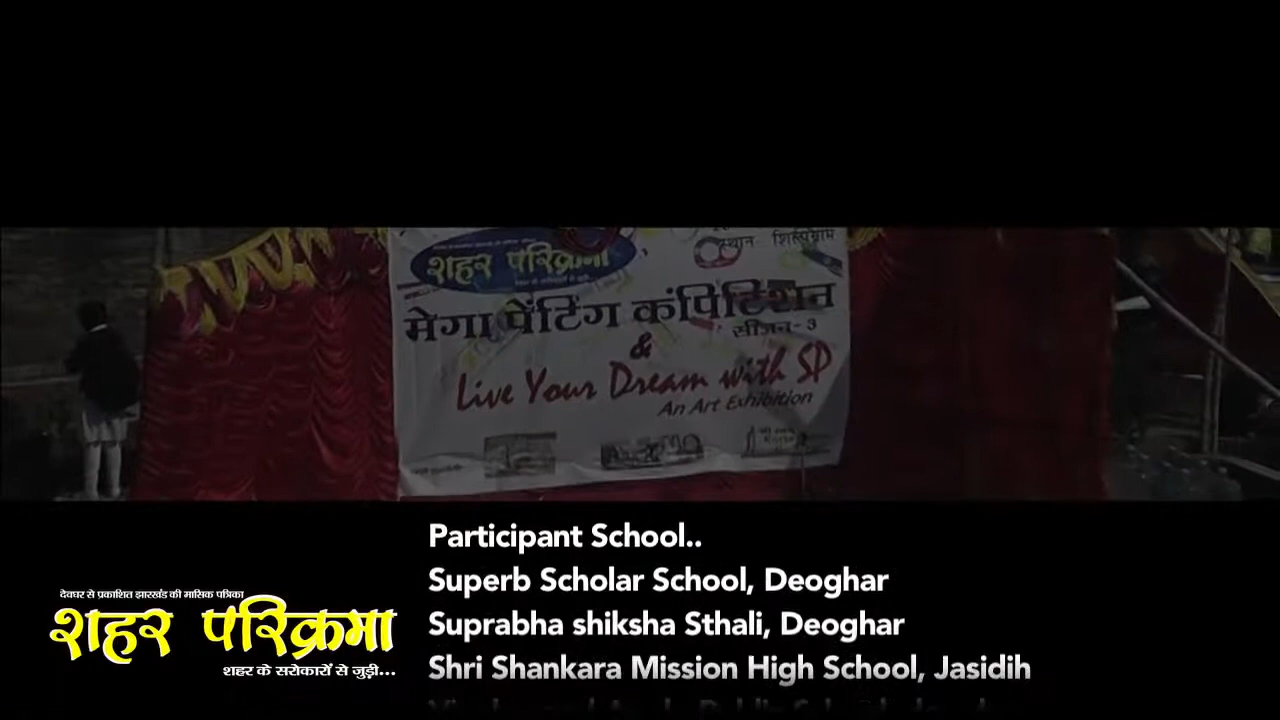 स्थान शिल्पग्राम
शहर परिक्रमा
मेगा पेंटिंग कंपिटिशन
सीजन-3
&
Live Your Dream with SP
An Art Exhibition
Participant School..
Superb Scholar School, Deoghar
Suprabha shiksha Sthali, Deoghar
Shri Shankara Mission High School, Jasidih
देवघर से प्रकाशित झारखंड की मासिक पत्रिका
शहर परिक्रमा
शहर के सरोकारों से जुड़ी...